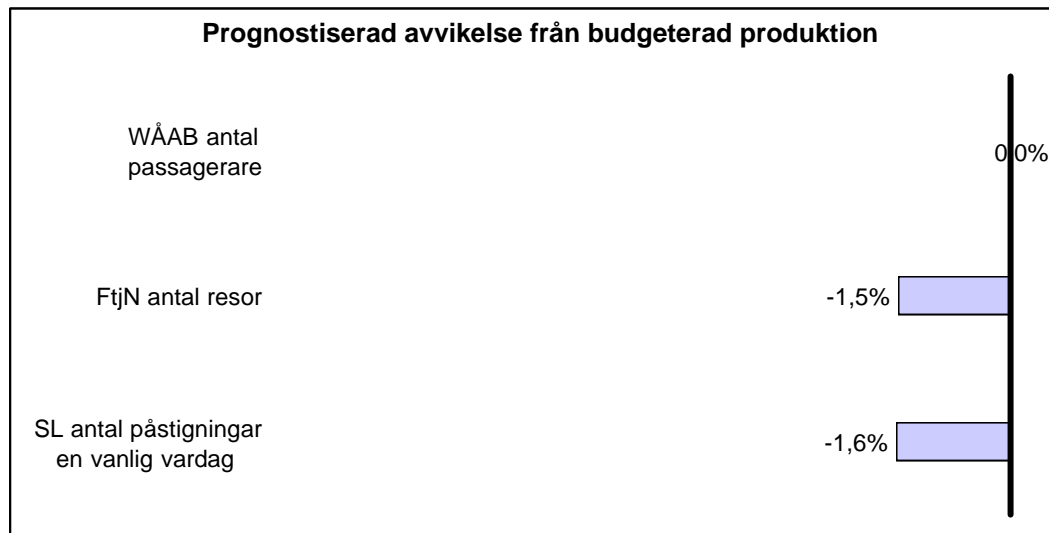 Prognostiserad avvikelse från budgeterad produktion
WÅAB antal
passagerare
0,0%
FtjN antal resor
-1,5%
SL antal påstigningar
en vanlig vardag
-1,6%